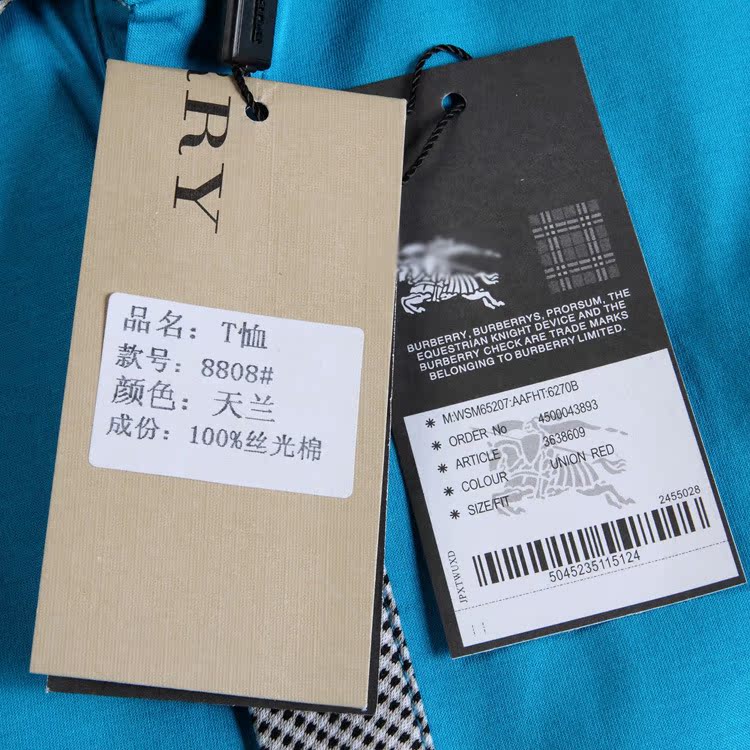 RRY
品名：T恤
款号：8808#
颜色：天兰
成份：100%丝光棉
BURBERRY, BURBERRYS, PRORSUM, THE
EQUESTRIAN KNIGHT DEVICE AND THE
BURBERRY CHECK ARE TRADE MARKS
BELONGING TO BURBERRY LIMITED.
* M:WSM65207:AAFHT:6270B
* ORDER No 4500043893
* ARTICLE 3638609
* COLOUR UNION RED
* SIZE/FIT
2455028
5045235115124
JPXTWUXD